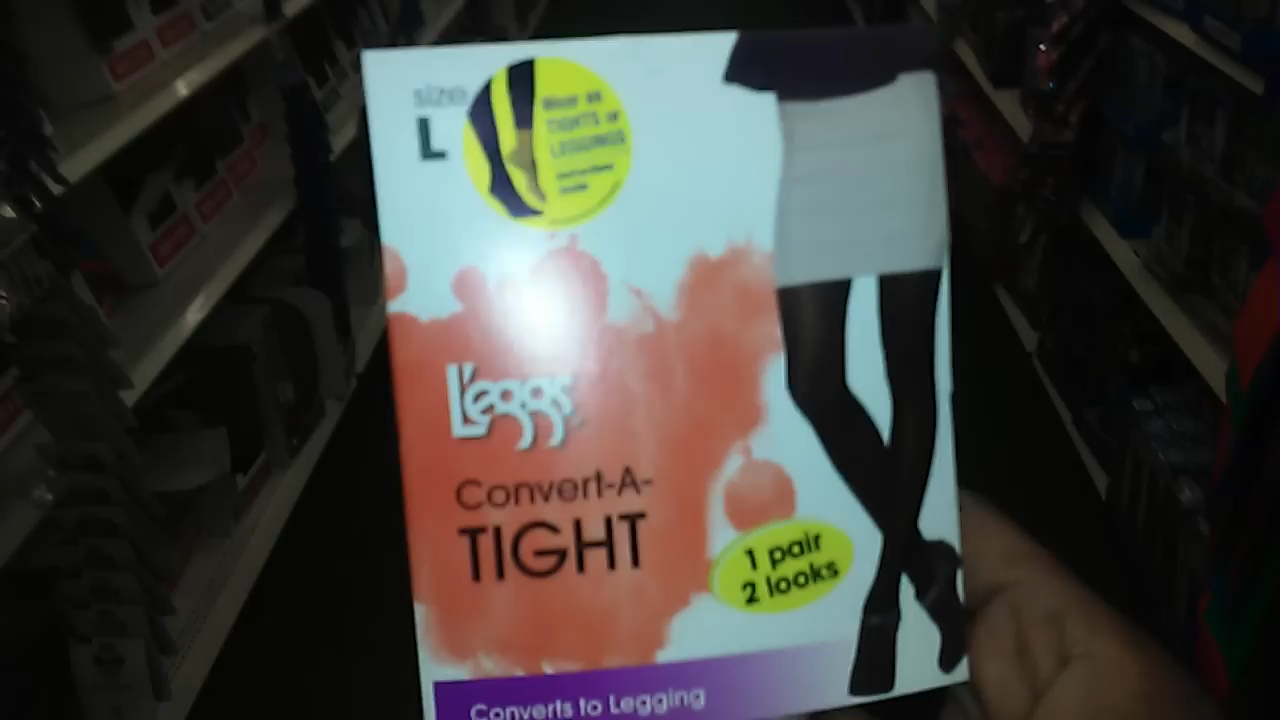 size
L
Wear as
TIGHTS or
LEGGINGS
L'eggs
Convert-A-
TIGHT
1 pair
2 looks
Converts to Legging